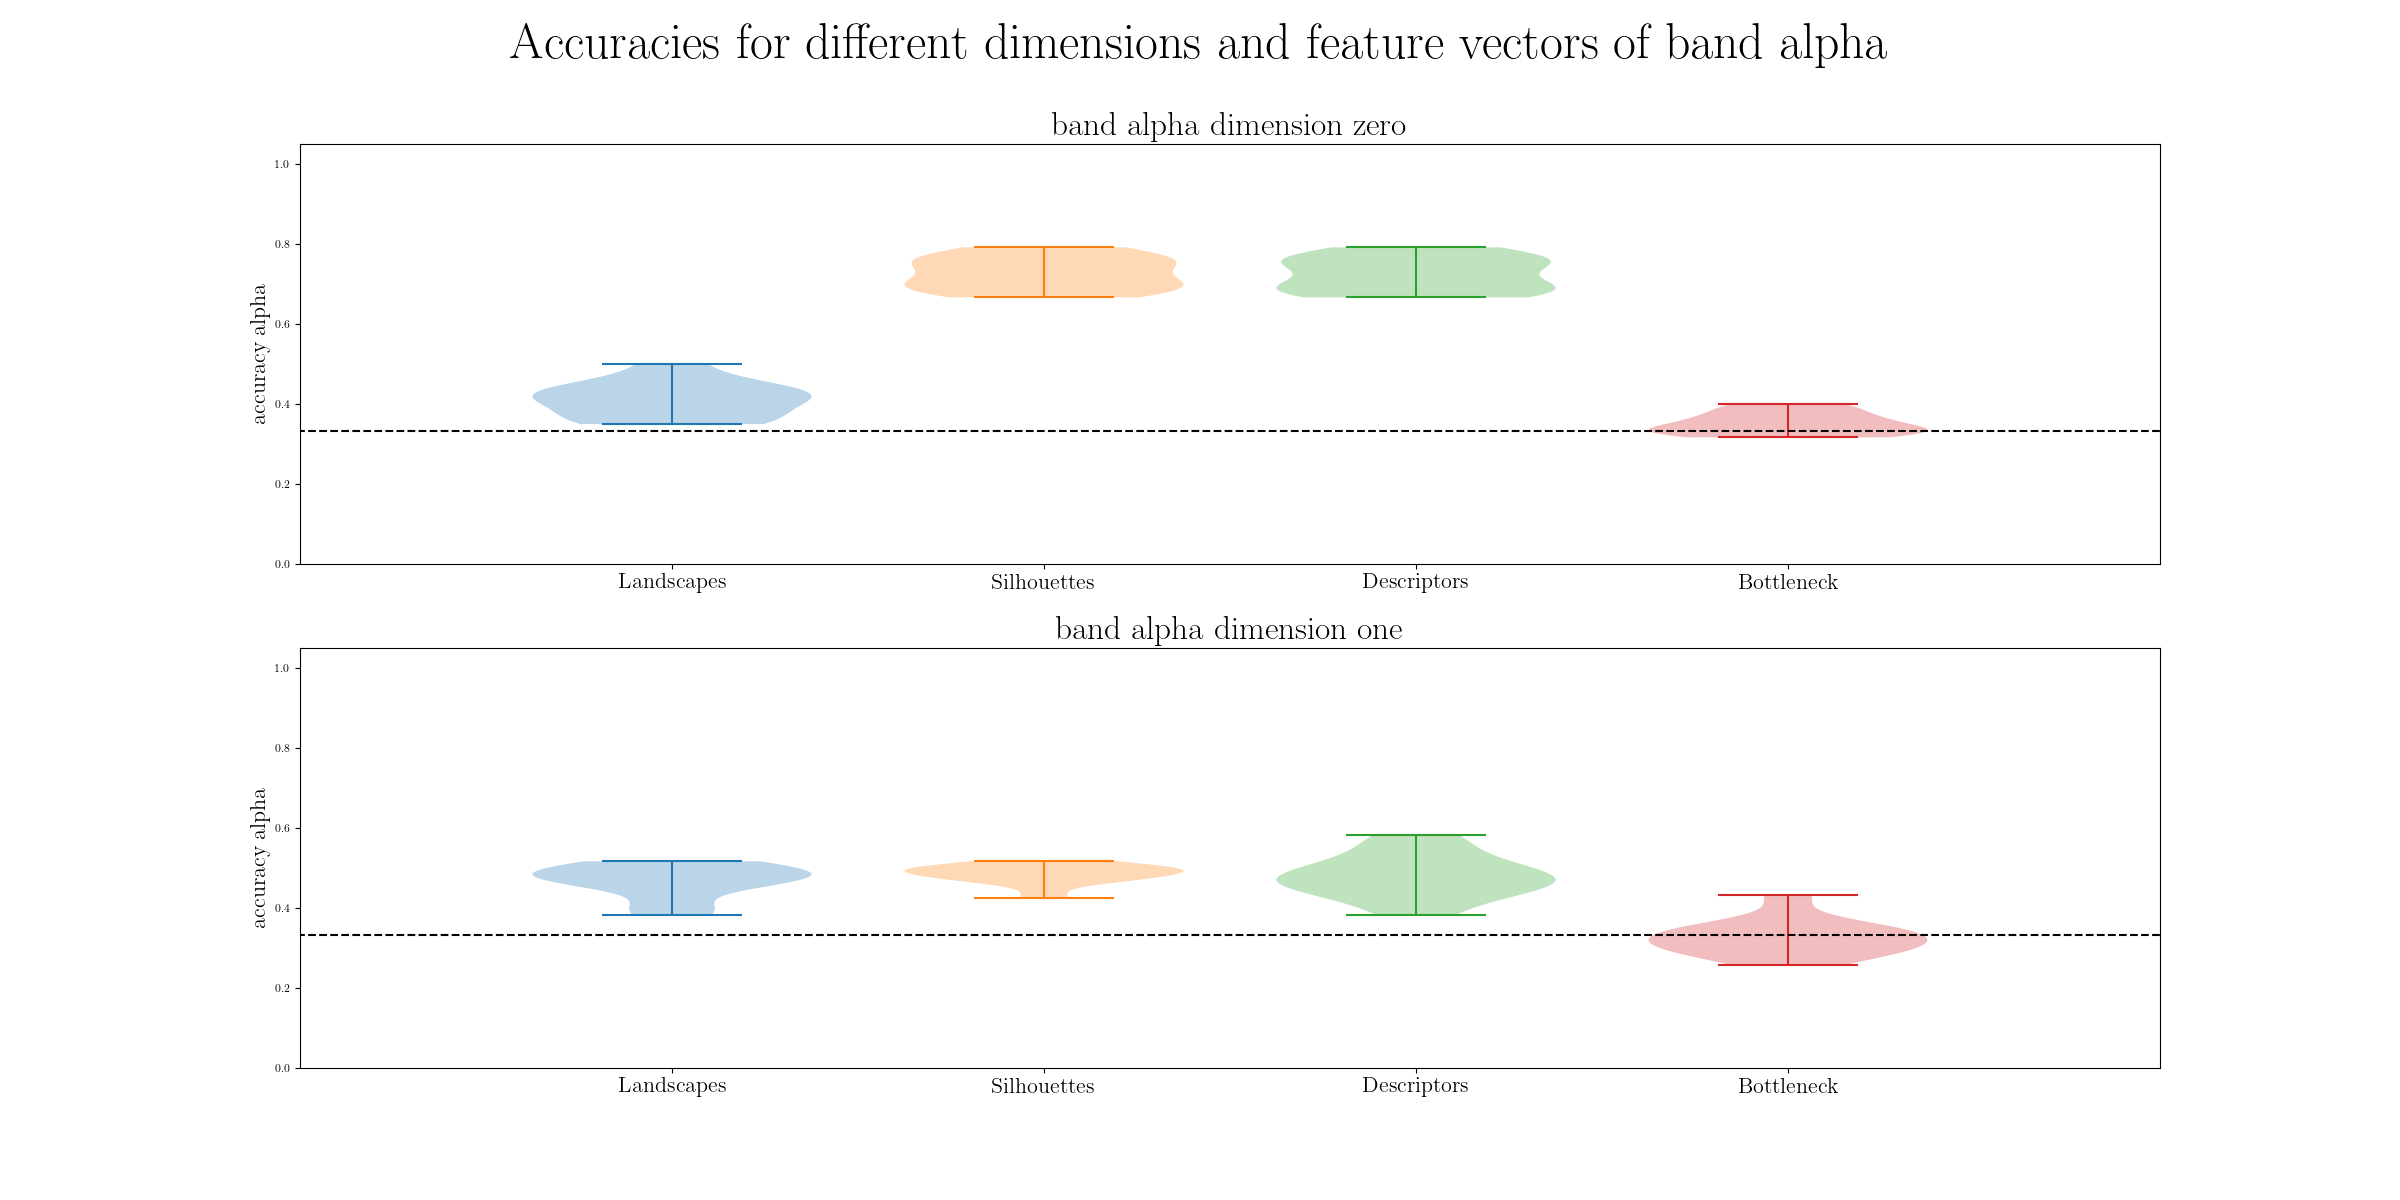 Accuracies for different dimensions and feature vectors of band alpha
band alpha dimension zero
1.0
0.8
0.6
0.4
0.2
0.0
accuracy alpha
Landscapes Silhouettes Descriptors Bottleneck
band alpha dimension one
1.0
0.8
0.6
0.4
0.2
0.0
accuracy alpha
Landscapes Silhouettes Descriptors Bottleneck